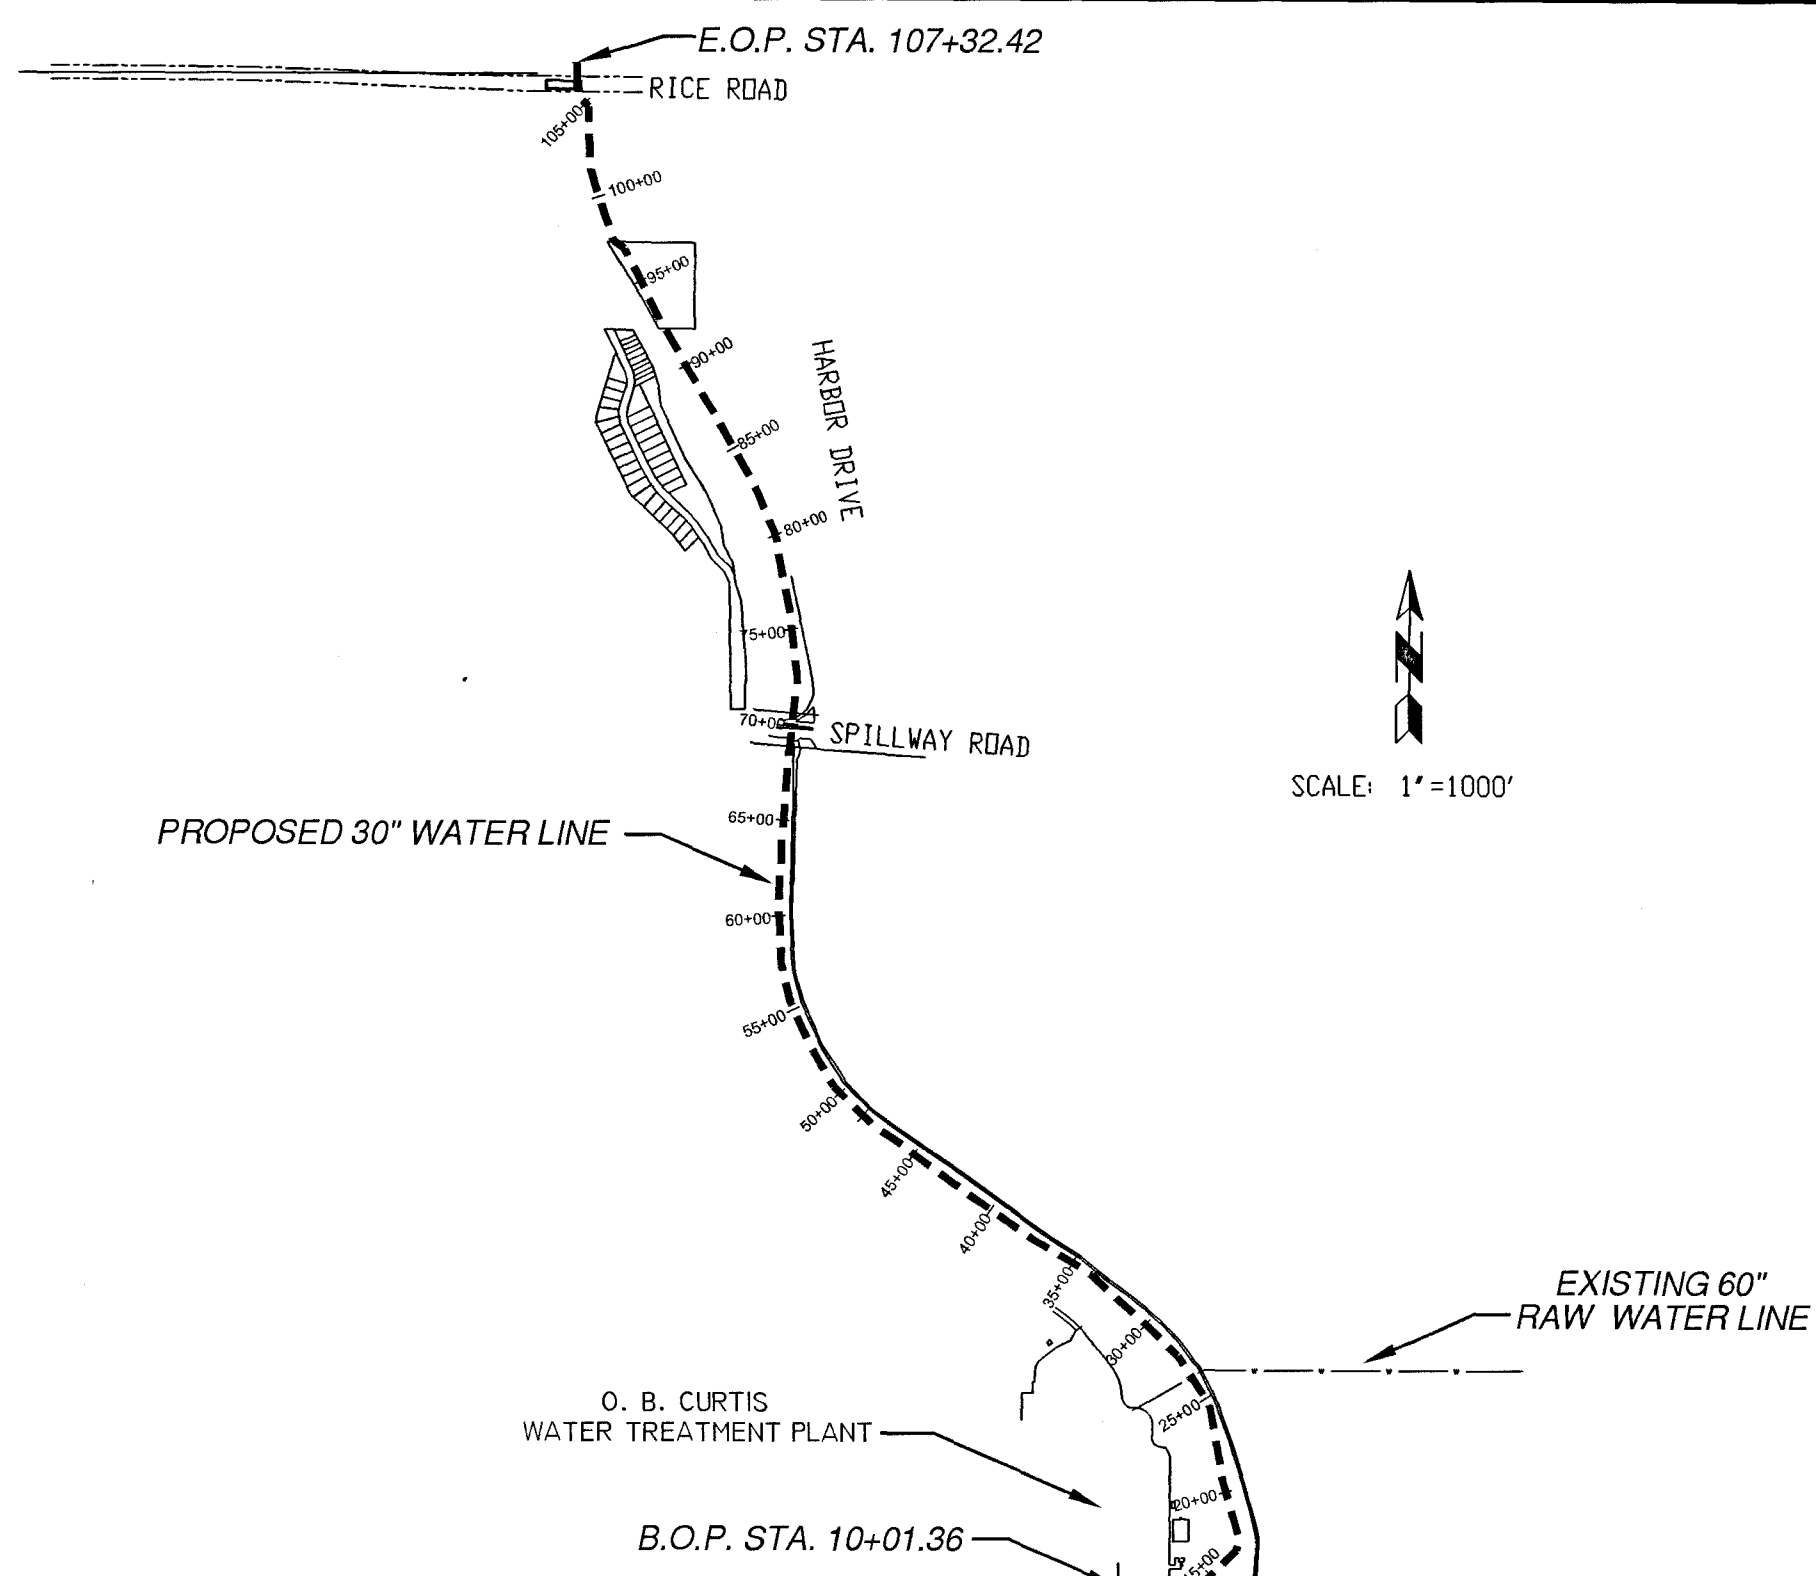 E.O.P. STA. 107+32.42
RICE ROAD
105+00
100+00
95+00
90+00
HARBOR DRIVE
85+00
80+00
75+00
70+00
SPILLWAY ROAD
N
SCALE: 1"=1000'
65+00
PROPOSED 30" WATER LINE
60+00
55+00
50+00
45+00
40+00
35+00
EXISTING 60"
RAW WATER LINE
30+00
O. B. CURTIS
WATER TREATMENT PLANT
25+00
20+00
B.O.P. STA. 10+01.36